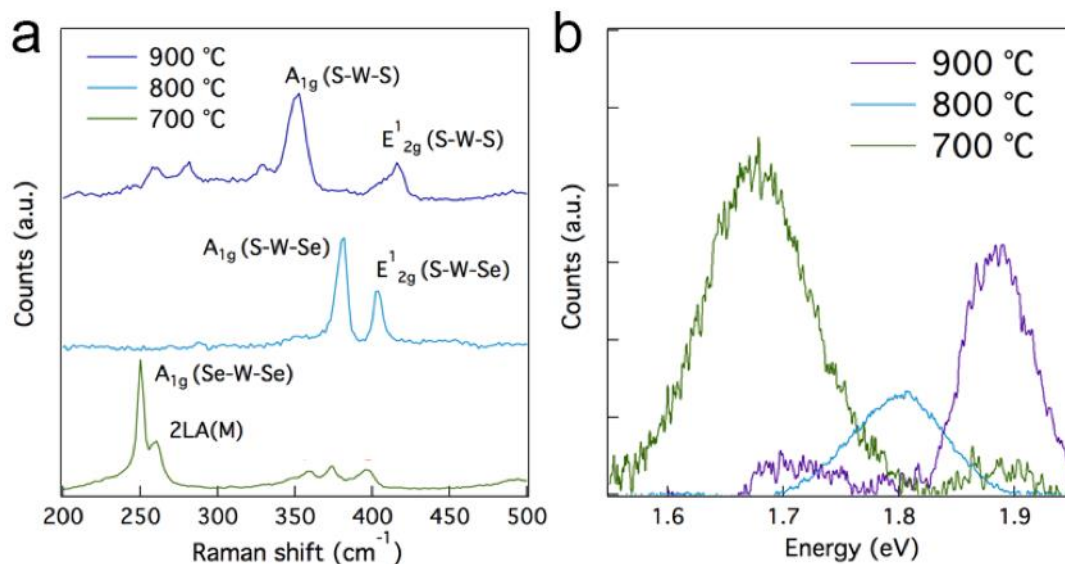 a
900 °C
800 °C
700 °C
A1g (S-W-S)
E¹2g (S-W-S)
A1g (S-W-Se)
E¹2g (S-W-Se)
A1g (Se-W-Se)
2LA(M)
Counts (a.u.)
200 250 300 350 400 450 500
Raman shift (cm⁻¹)
b
900 °C
800 °C
700 °C
Counts (a.u.)
1.6 1.7 1.8 1.9
Energy (eV)